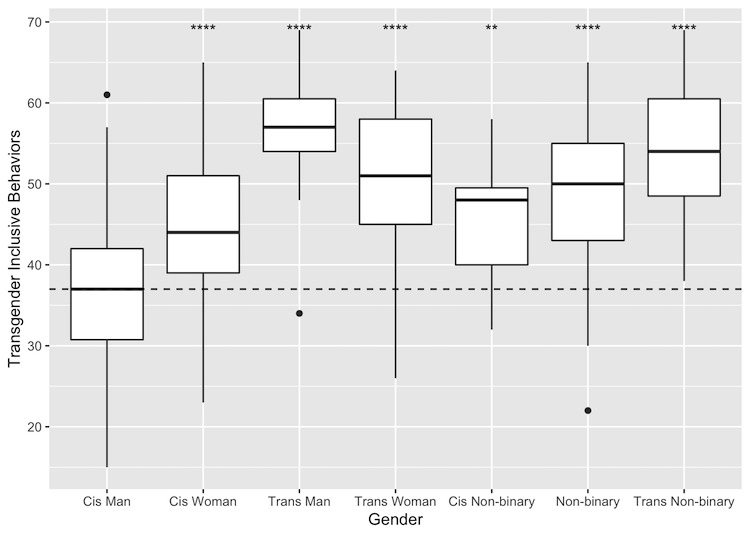 70
60
50
40
30
20
Transgender Inclusive Behaviors
**** **** **** ** **** ****
Cis Man Cis Woman Trans Man Trans Woman Cis Non-binary Non-binary Trans Non-binary
Gender